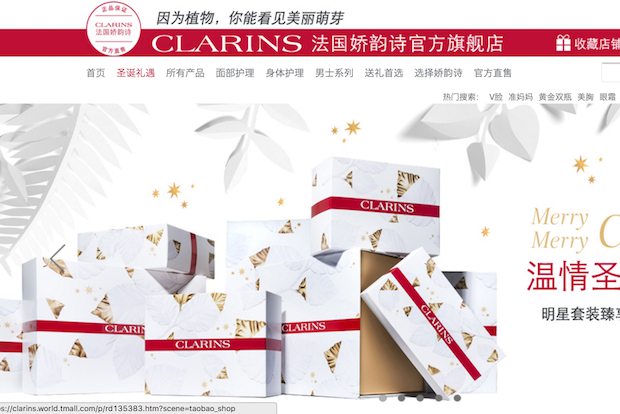 因为植物，你能看见美丽萌芽
正品保证
CLARINS
法国娇韵诗
官方直售
CLARINS 法国娇韵诗官方旗舰店
收藏店铺
首页 圣诞礼遇 所有产品 面部护理 身体护理 男士系列 送礼首选 选择娇韵诗 官方直售
热门搜索： V脸 准妈妈 黄金双瓶 美胸 眼霜
CLARINS
Merry
Merry C
温情圣
明星套装臻享
CLARINS
CLARINS
CLARINS
CLARINS
ps://clarins.world.tmall.com/p/rd135383.htm?scene=taobao_shop